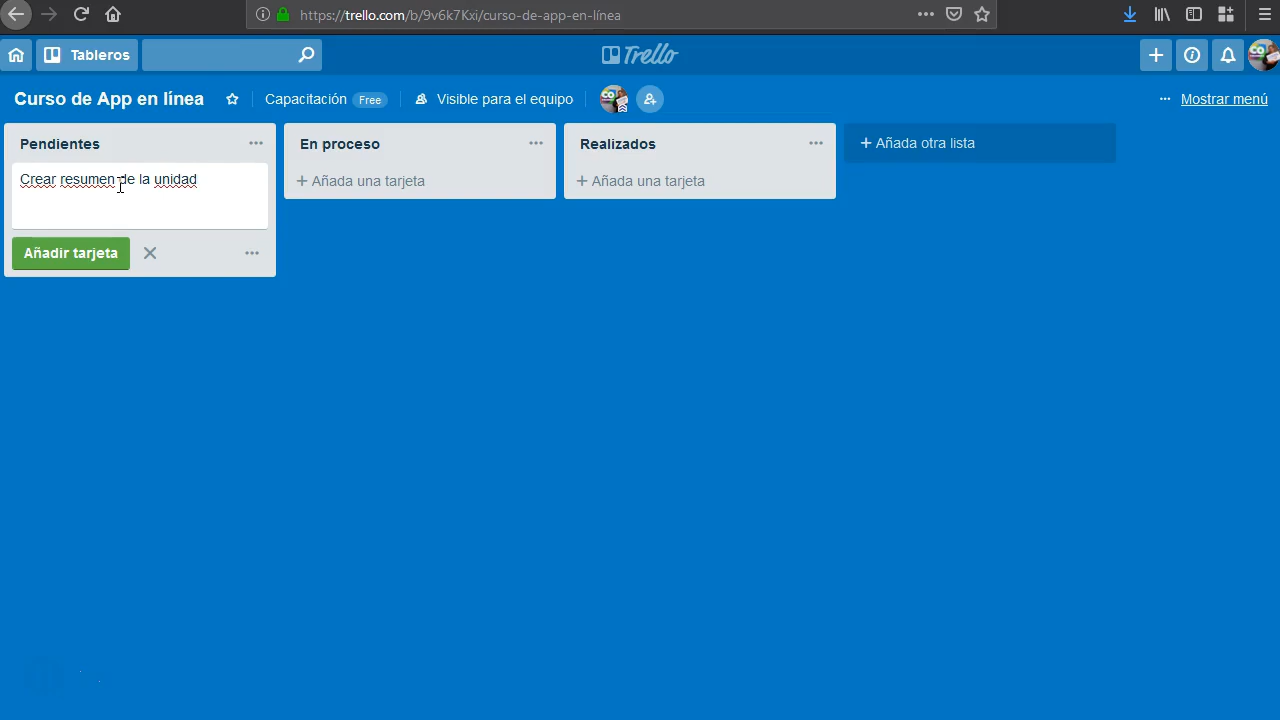 https://trello.com/b/9v6k7Kxi/curso-de-app-en-línea
Tableros
Trello
Curso de App en línea
Capacitación Free
Visible para el equipo
Mostrar menú
Pendientes
En proceso
Realizados
+ Añada otra lista
Crear resumen de la unidad
+ Añada una tarjeta
+ Añada una tarjeta
Añadir tarjeta